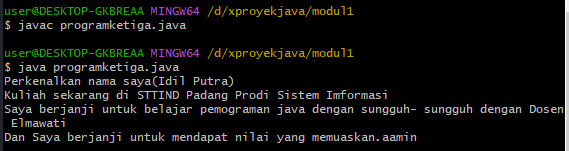 user@DESKTOP-GKBREAA MINGW64 /d/xproyekjava/modul1
$ javac programketiga.java
user@DESKTOP-GKBREAA MINGW64 /d/xproyekjava/modul1
$ java programketiga.java
Perkenalkan nama saya(Idil Putra)
Kuliah sekarang di STTIND Padang Prodi Sistem Imformasi
Saya berjanji untuk belajar pemograman java dengan sungguh- sungguh dengan Dosen
Elmawati
Dan Saya berjanji untuk mendapat nilai yang memuaskan.aamin